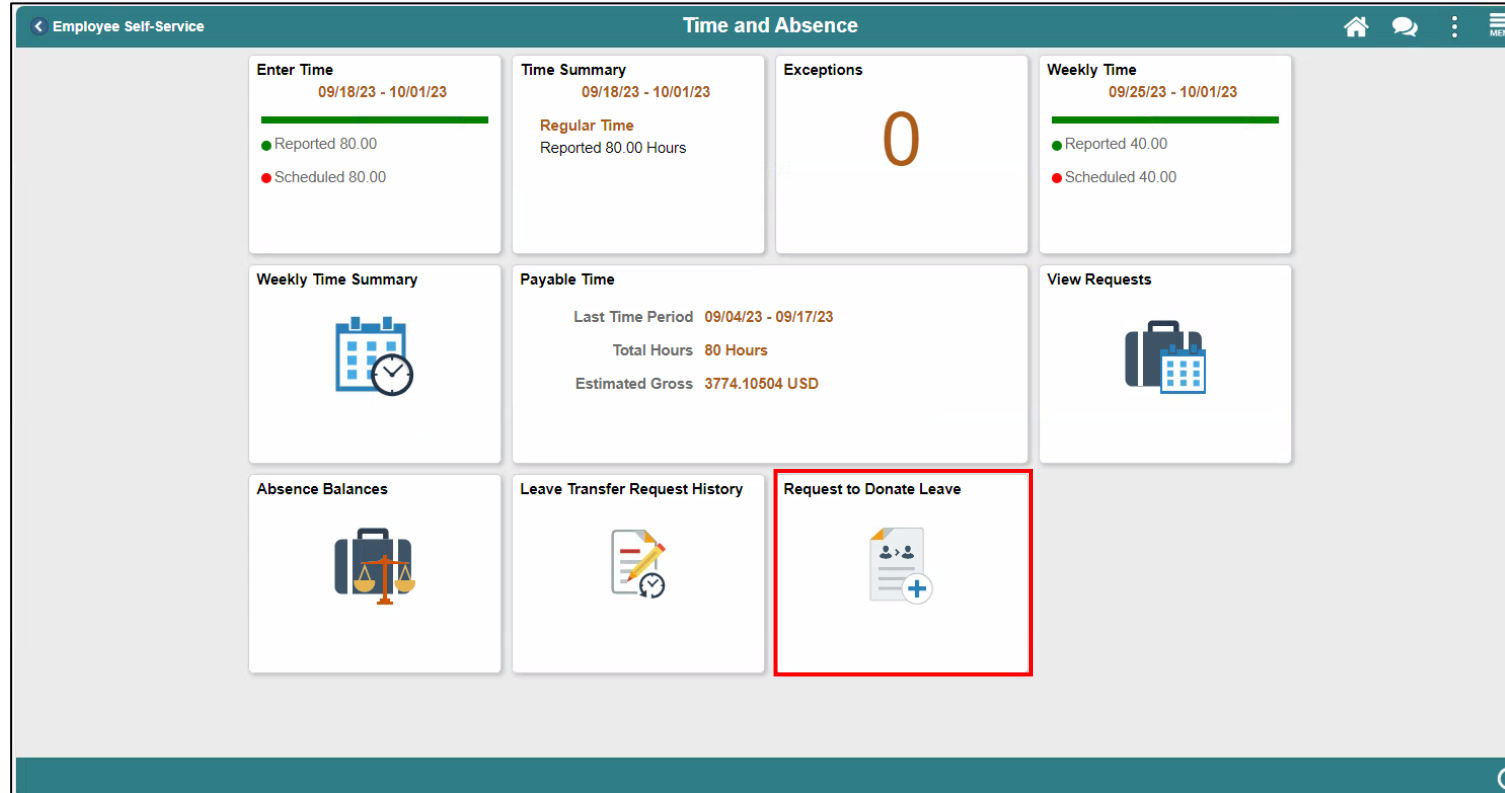 Employee Self-Service
Time and Absence
Enter Time
09/18/23 - 10/01/23
Reported 80.00
Scheduled 80.00
Time Summary
09/18/23 - 10/01/23
Regular Time
Reported 80.00 Hours
Exceptions
0
Weekly Time
09/25/23 - 10/01/23
Reported 40.00
Scheduled 40.00
Weekly Time Summary
Payable Time
Last Time Period 09/04/23 - 09/17/23
Total Hours 80 Hours
Estimated Gross 3774.10504 USD
View Requests
Absence Balances
Leave Transfer Request History
Request to Donate Leave